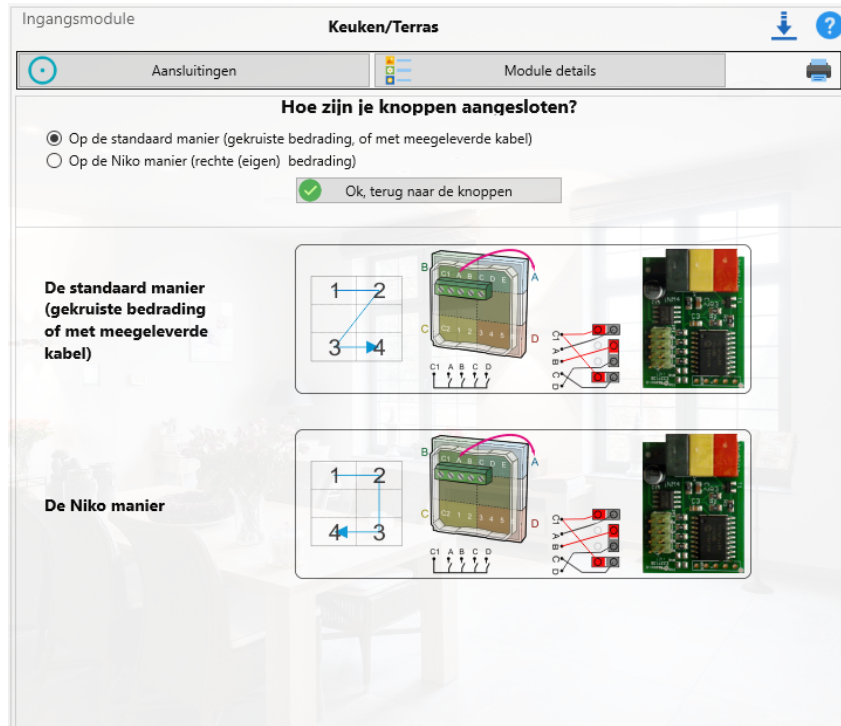 Ingangsmodule
Keuken/Terras
?
Aansluitingen
Module details
Hoe zijn je knoppen aangesloten?
Op de standaard manier (gekruiste bedrading, of met meegeleverde kabel)
Op de Niko manier (rechte (eigen) bedrading)
Ok, terug naar de knoppen
De standaard manier
(gekruiste bedrading
of met meegeleverde
kabel)
1 2
3 4
B
C1 A B C D E
A
C
C2 1 2 3 4 5
D
C1 A B C D
C1
A
B
C
D
De Niko manier
1 2
4 3
B
C1 A B C D E
A
C
C2 1 2 3 4 5
D
C1 A B C D
C1
A
B
C
D